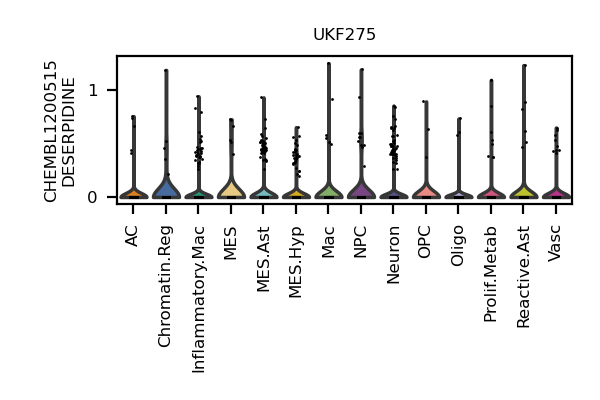 UKF275
CHEMBL1200515
DESERPIDINE
1
0
AC
Chromatin.Reg
Inflammatory.Mac
MES
MES.Ast
MES.Hyp
Mac
NPC
Neuron
OPC
Oligo
Prolif.Metab
Reactive.Ast
Vasc